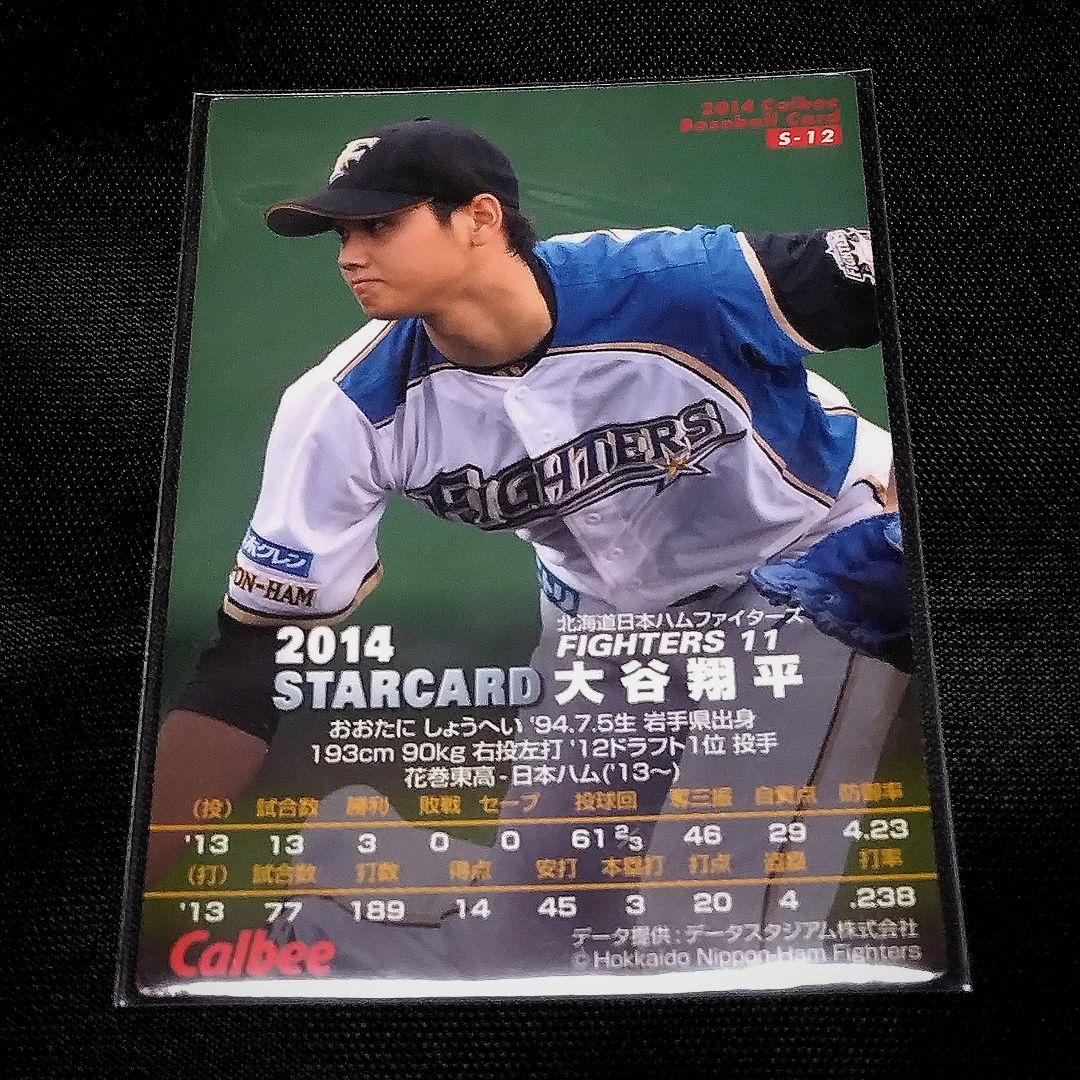 2014 Calbee
Baseball Card
S-12
FIGHTERS
FIGHTERS
ホクレン
ON-HAM
2014
STARCARD
北海道日本ハムファイターズ
FIGHTERS 11
大谷翔平
おおたに しょうへい '94.7.5生 岩手県出身
193cm 90kg 右投左打 '12ドラフト1位 投手
花巻東高-日本ハム('13〜)
(投) 試合数 勝利 敗戦 セーブ 投球回 奪三振 自責点 防御率
'13 13 3 0 0 61 2/3 46 29 4.23
(打) 試合数 打数 得点 安打 本塁打 打点 盗塁 打率
'13 77 189 14 45 3 20 4 .238
Calbee
データ提供:データスタジアム株式会社
© Hokkaido Nippon-Ham Fighters